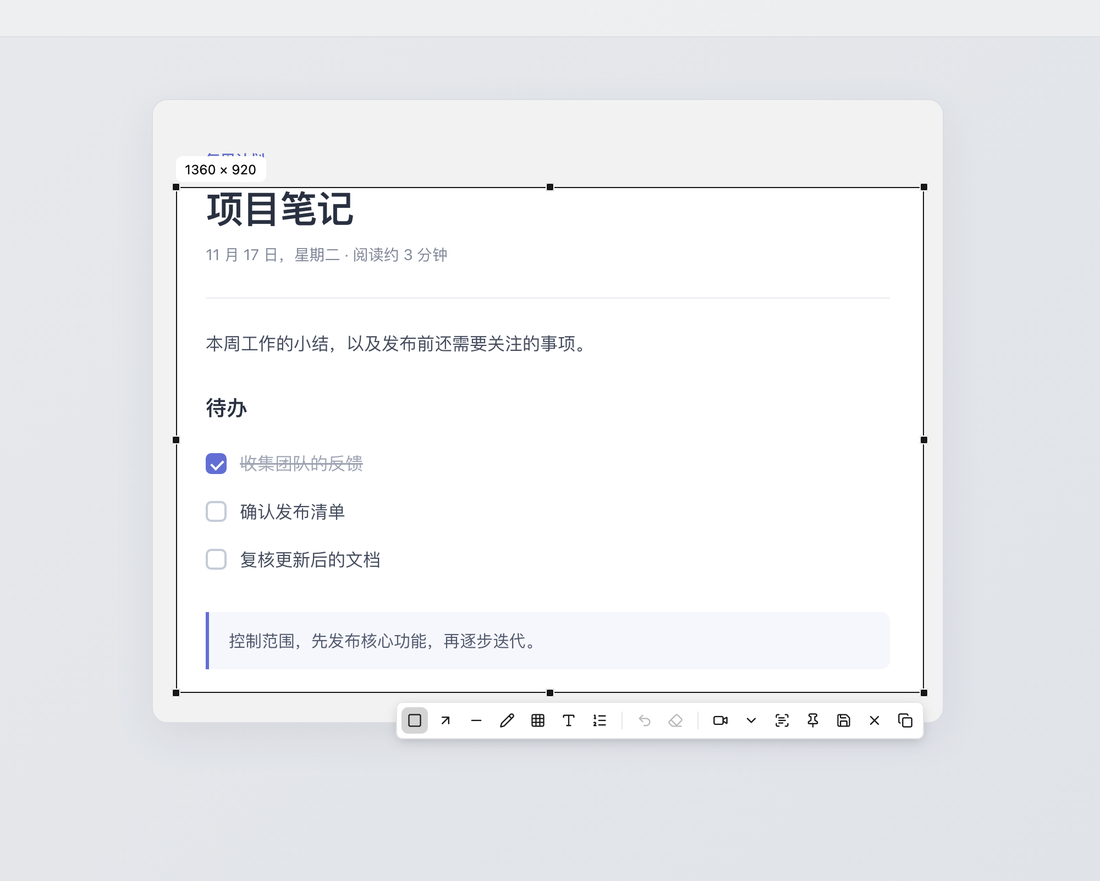 1360 × 920
项目笔记
11 月 17 日，星期二 · 阅读约 3 分钟
本周工作的小结，以及发布前还需要关注的事项。
待办
收集团队的反馈
确认发布清单
复核更新后的文档
控制范围，先发布核心功能，再逐步迭代。